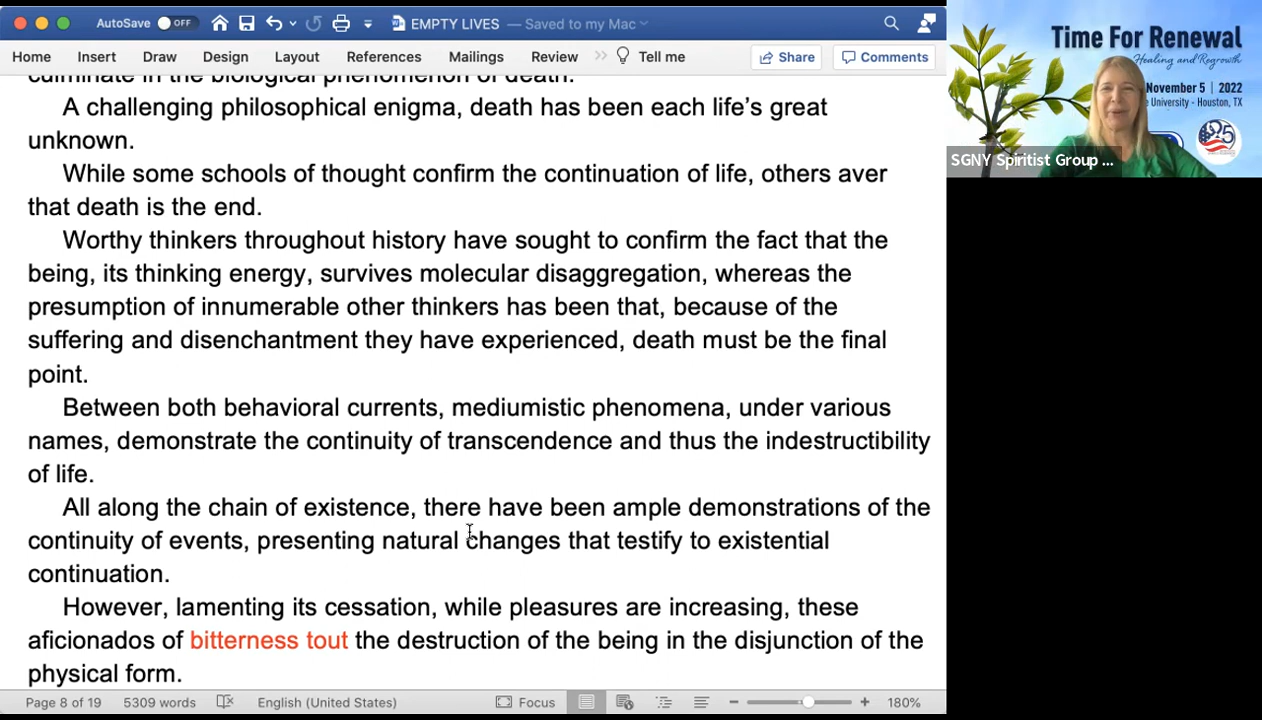 AutoSave OFF EMPTY LIVES — Saved to my Mac
Home Insert Draw Design Layout References Mailings Review Tell me Share Comments
culminate in the biological phenomenon of death.
A challenging philosophical enigma, death has been each life's great
unknown.
While some schools of thought confirm the continuation of life, others aver
that death is the end.
Worthy thinkers throughout history have sought to confirm the fact that the
being, its thinking energy, survives molecular disaggregation, whereas the
presumption of innumerable other thinkers has been that, because of the
suffering and disenchantment they have experienced, death must be the final
point.
Between both behavioral currents, mediumistic phenomena, under various
names, demonstrate the continuity of transcendence and thus the indestructibility
of life.
All along the chain of existence, there have been ample demonstrations of the
continuity of events, presenting natural changes that testify to existential
continuation.
However, lamenting its cessation, while pleasures are increasing, these
aficionados of bitterness tout the destruction of the being in the disjunction of the
physical form.
Page 8 of 19 5309 words English (United States) Focus 180%
Time For Renewal
Healing and Regrowth
November 5 | 2022
University - Houston, TX
25
SGNY Spiritist Group ...